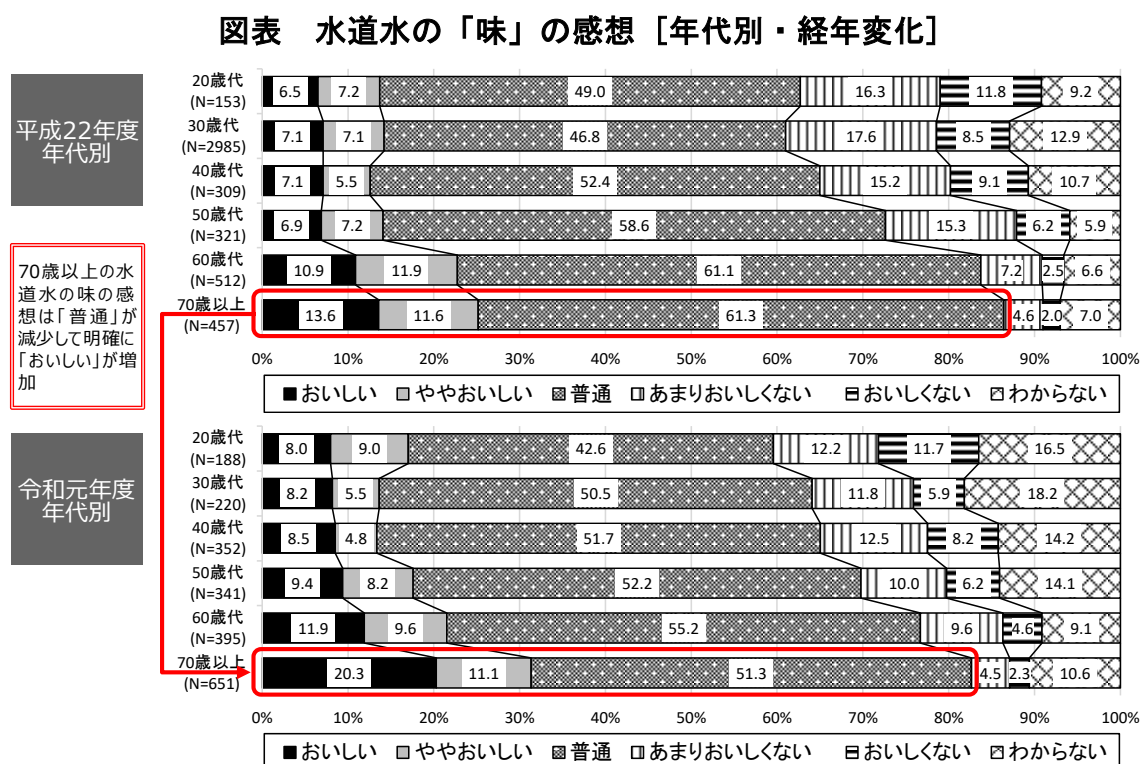 図表　水道水の「味」の感想［年代別・経年変化］
平成22年度
年代別
20歳代
(N=153)
6.5 7.2 49.0 16.3 11.8 9.2
30歳代
(N=2985)
7.1 7.1 46.8 17.6 8.5 12.9
40歳代
(N=309)
7.1 5.5 52.4 15.2 9.1 10.7
50歳代
(N=321)
6.9 7.2 58.6 15.3 6.2 5.9
60歳代
(N=512)
10.9 11.9 61.1 7.2 2.5 6.6
70歳以上
(N=457)
13.6 11.6 61.3 4.6 2.0 7.0
0% 10% 20% 30% 40% 50% 60% 70% 80% 90% 100%
おいしい ややおいしい 普通 あまりおいしくない おいしくない わからない
70歳以上の水
道水の味の感
想は「普通」が
減少して明確に
「おいしい」が増
加
令和元年度
年代別
20歳代
(N=188)
8.0 9.0 42.6 12.2 11.7 16.5
30歳代
(N=220)
8.2 5.5 50.5 11.8 5.9 18.2
40歳代
(N=352)
8.5 4.8 51.7 12.5 8.2 14.2
50歳代
(N=341)
9.4 8.2 52.2 10.0 6.2 14.1
60歳代
(N=395)
11.9 9.6 55.2 9.6 4.6 9.1
70歳以上
(N=651)
20.3 11.1 51.3 4.5 2.3 10.6
0% 10% 20% 30% 40% 50% 60% 70% 80% 90% 100%
おいしい ややおいしい 普通 あまりおいしくない おいしくない わからない